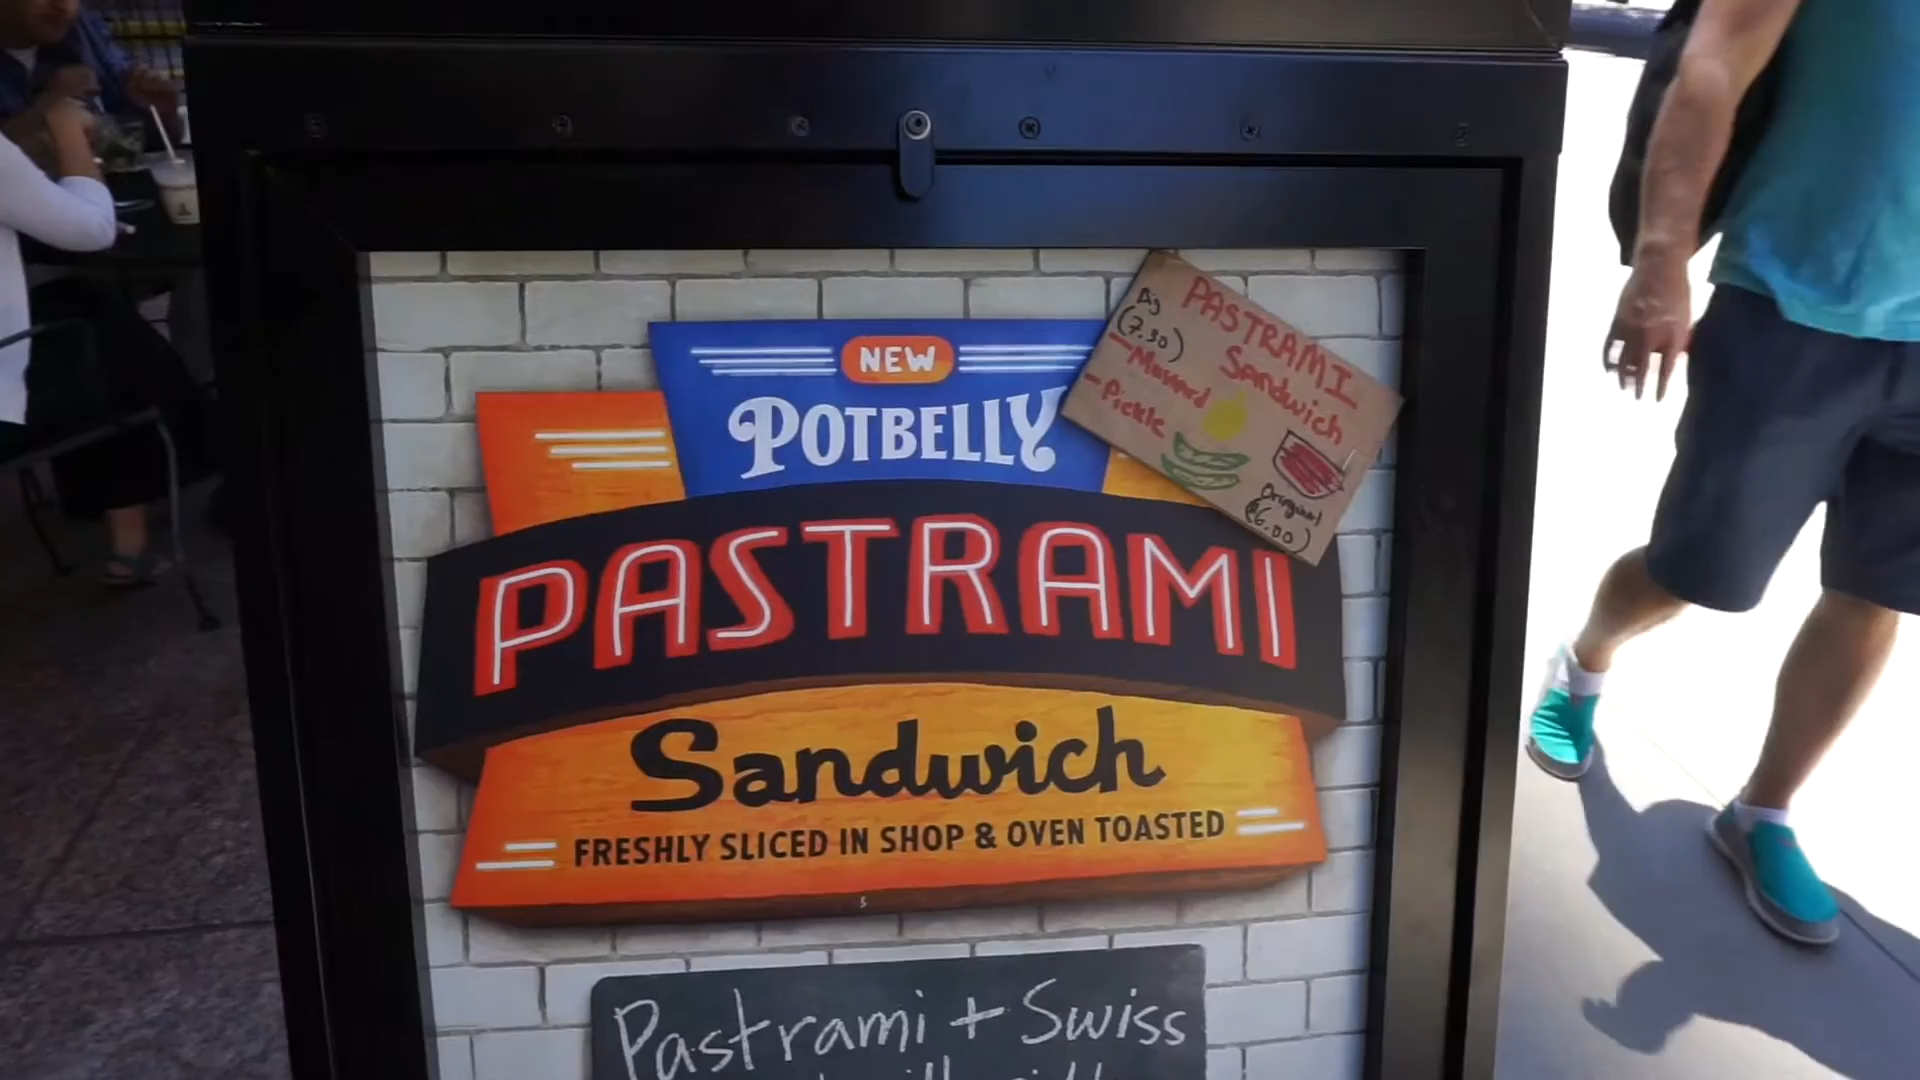 NEW
POTBELLY
PASTRAMI
Sandwich
FRESHLY SLICED IN SHOP & OVEN TOASTED
PASTRAMI
Sandwich
Big
(7.30)
-Mustard
-Pickle
Original
(6.00)
Pastrami + Swiss